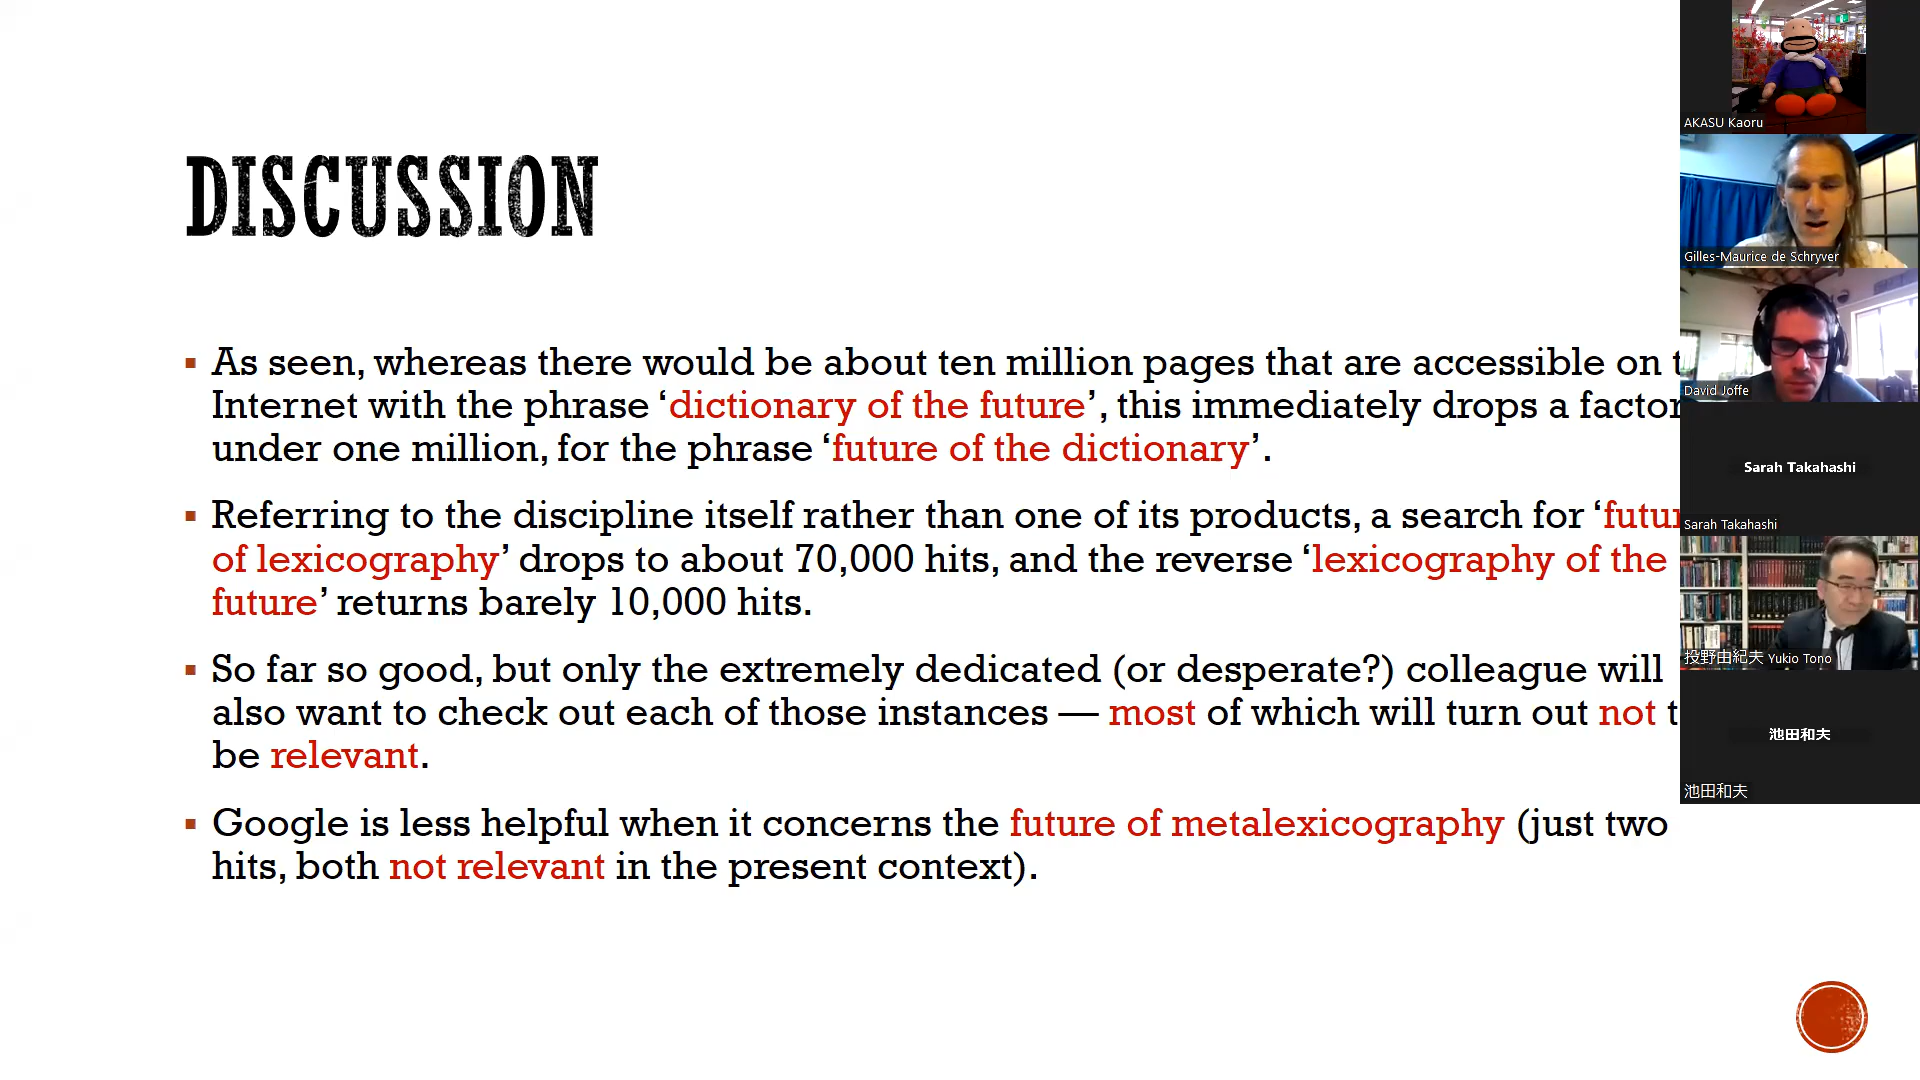 DISCUSSION
▪ As seen, whereas there would be about ten million pages that are accessible on t
Internet with the phrase ‘dictionary of the future’, this immediately drops a factor
under one million, for the phrase ‘future of the dictionary’.
▪ Referring to the discipline itself rather than one of its products, a search for ‘futur
of lexicography’ drops to about 70,000 hits, and the reverse ‘lexicography of the
future’ returns barely 10,000 hits.
▪ So far so good, but only the extremely dedicated (or desperate?) colleague will
also want to check out each of those instances — most of which will turn out not t
be relevant.
▪ Google is less helpful when it concerns the future of metalexicography (just two
hits, both not relevant in the present context).
AKASU Kaoru
Gilles-Maurice de Schryver
David Joffe
Sarah Takahashi
Sarah Takahashi
投野由紀夫 Yukio Tono
池田和夫
池田和夫